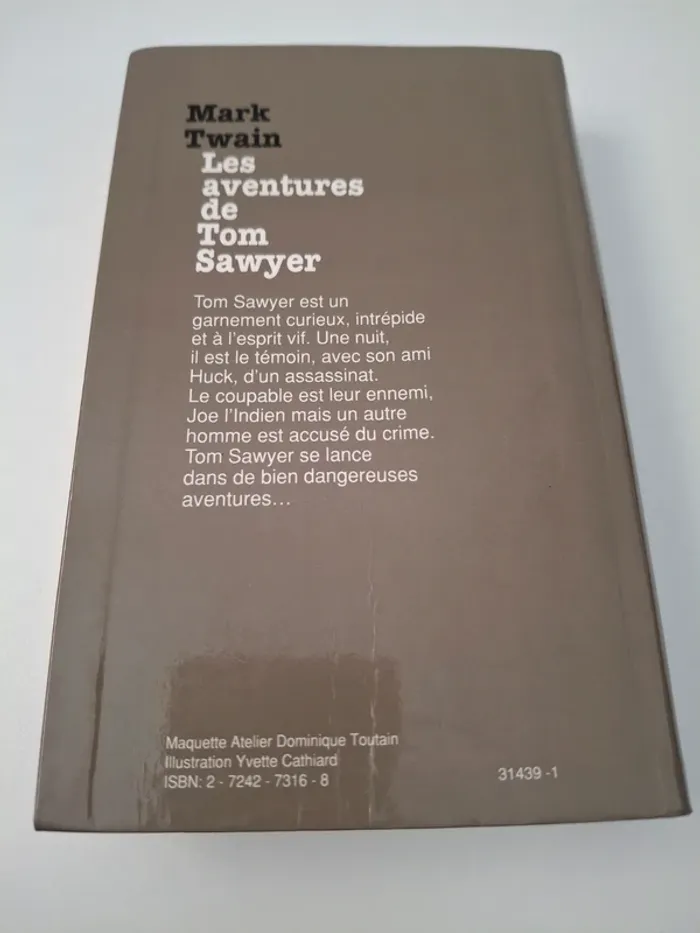 Mark
Twain
Les
aventures
de
Tom
Sawyer
Tom Sawyer est un
garnement curieux, intrépide
et à l'esprit vif. Une nuit,
il est le témoin, avec son ami
Huck, d'un assassinat.
Le coupable est leur ennemi,
Joe l'Indien mais un autre
homme est accusé du crime.
Tom Sawyer se lance
dans de bien dangereuses
aventures...
Maquette Atelier Dominique Toutain
Illustration Yvette Cathiard
ISBN: 2 - 7242 - 7316 - 8
31439 -1